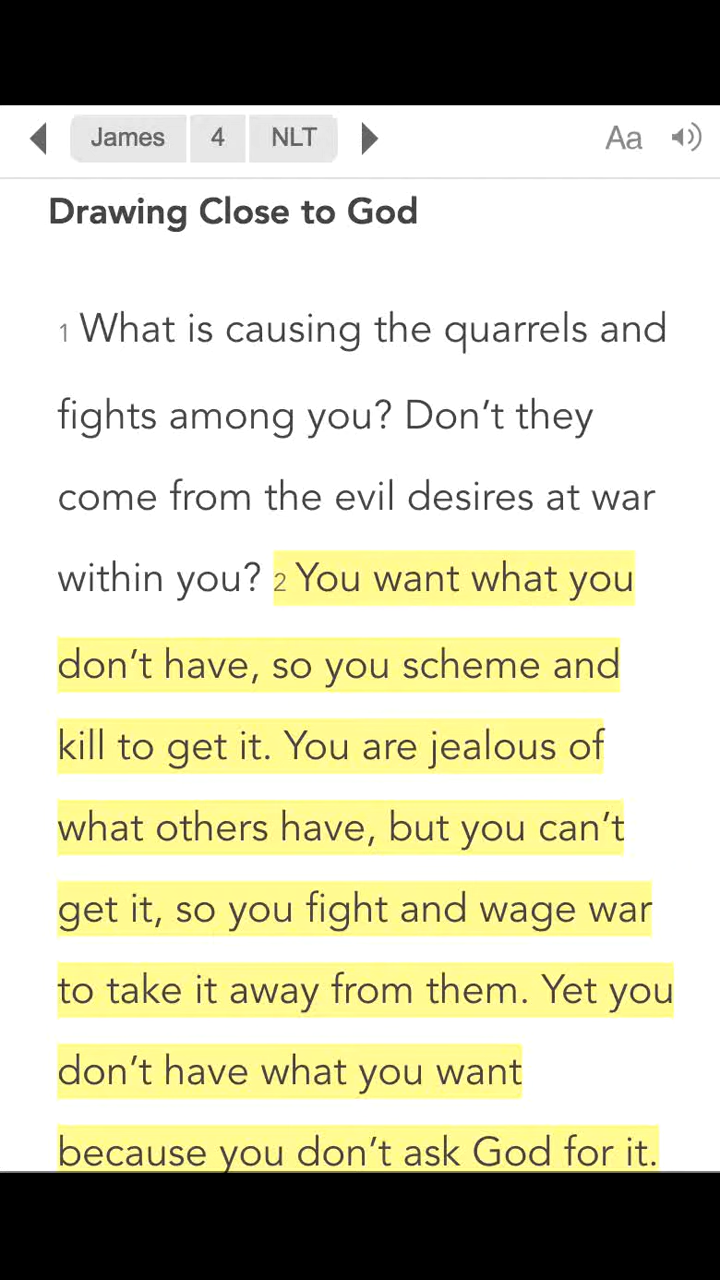 James 4 NLT Aa
Drawing Close to God
1 What is causing the quarrels and
fights among you? Don’t they
come from the evil desires at war
within you? 2 You want what you
don’t have, so you scheme and
kill to get it. You are jealous of
what others have, but you can’t
get it, so you fight and wage war
to take it away from them. Yet you
don’t have what you want
because you don’t ask God for it.